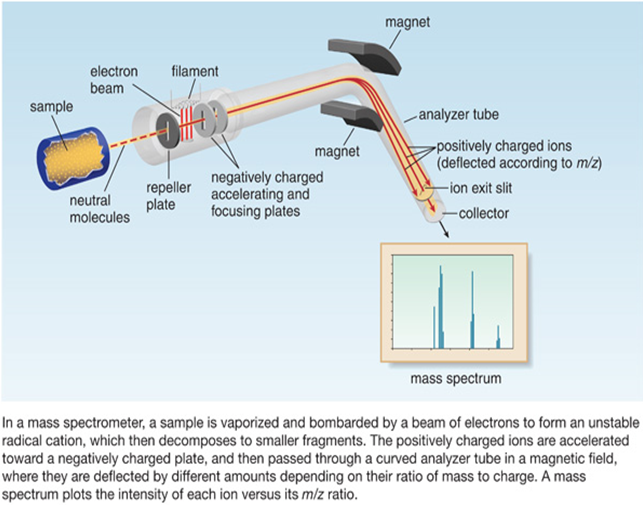 magnet
electron
beam
filament
sample
analyzer tube
positively charged ions
(deflected according to m/z)
magnet
negatively charged
accelerating and
focusing plates
repeller
plate
ion exit slit
neutral
molecules
collector
mass spectrum
In a mass spectrometer, a sample is vaporized and bombarded by a beam of electrons to form an unstable
radical cation, which then decomposes to smaller fragments. The positively charged ions are accelerated
toward a negatively charged plate, and then passed through a curved analyzer tube in a magnetic field,
where they are deflected by different amounts depending on their ratio of mass to charge. A mass
spectrum plots the intensity of each ion versus its m/z ratio.